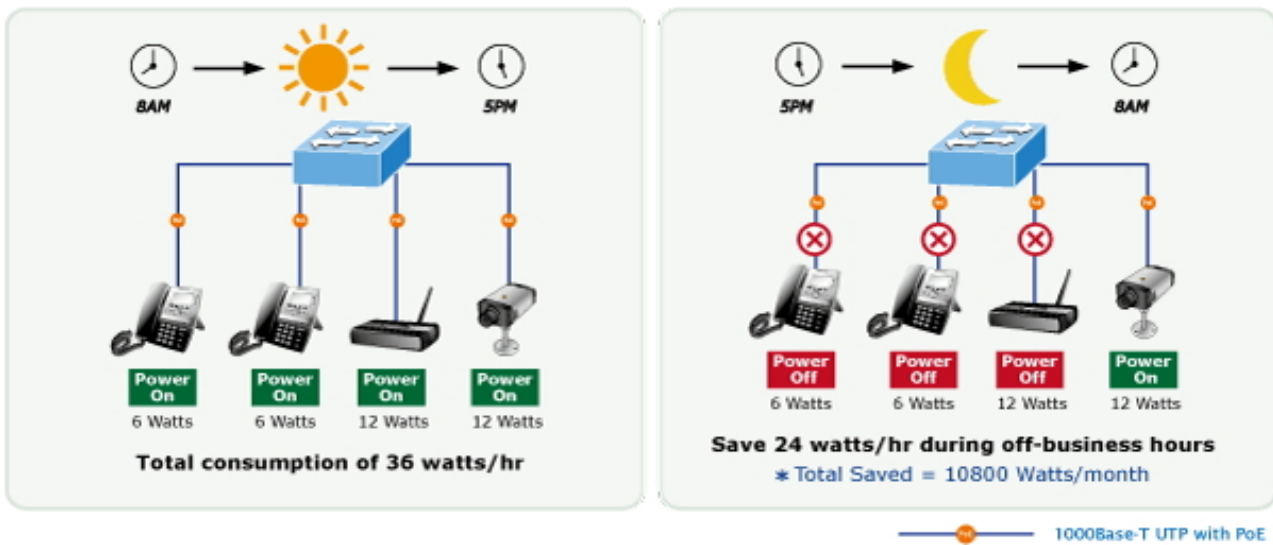 8AM
5PM
Power
On
6 Watts
Power
On
6 Watts
Power
On
12 Watts
Power
On
12 Watts
Total consumption of 36 watts/hr
5PM
8AM
Power
Off
6 Watts
Power
Off
6 Watts
Power
Off
12 Watts
Power
On
12 Watts
Save 24 watts/hr during off-business hours
* Total Saved = 10800 Watts/month
PoE
1000Base-T UTP with PoE